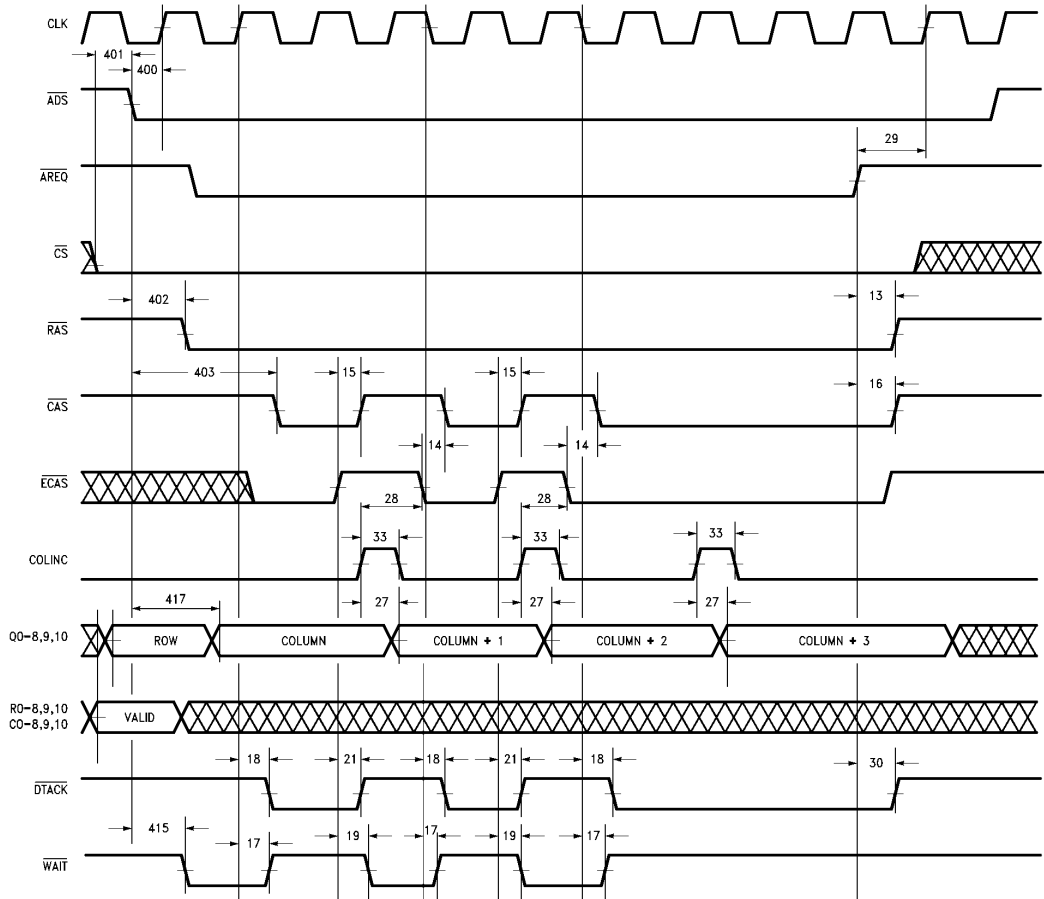 CLK
401
400
ADS
29
AREQ
CS
402
13
RAS
403
15
15
16
CAS
14
14
ECAS
28
28
33
33
33
COLINC
417
27
27
27
Q0-8,9,10
ROW
COLUMN
COLUMN + 1
COLUMN + 2
COLUMN + 3
R0-8,9,10
C0-8,9,10
VALID
18
21
18
21
18
30
DTACK
415
17
19
17
19
17
WAIT